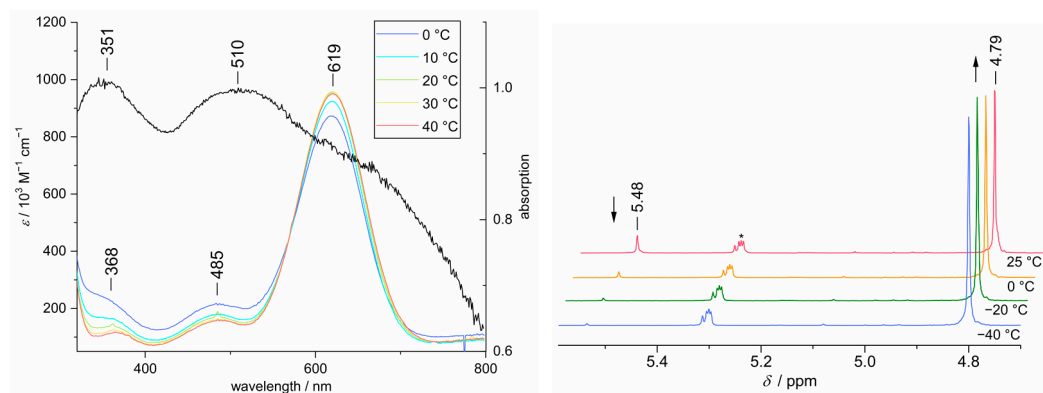 1200
1000
800
600
400
200
ε / 10³ M⁻¹ cm⁻¹
351
510
619
368
485
0 °C
10 °C
20 °C
30 °C
40 °C
1.0
0.8
0.6
absorption
400
600
800
wavelength / nm
5.48
*
4.79
25 °C
0 °C
−20 °C
−40 °C
5.4
5.2
5.0
4.8
δ / ppm